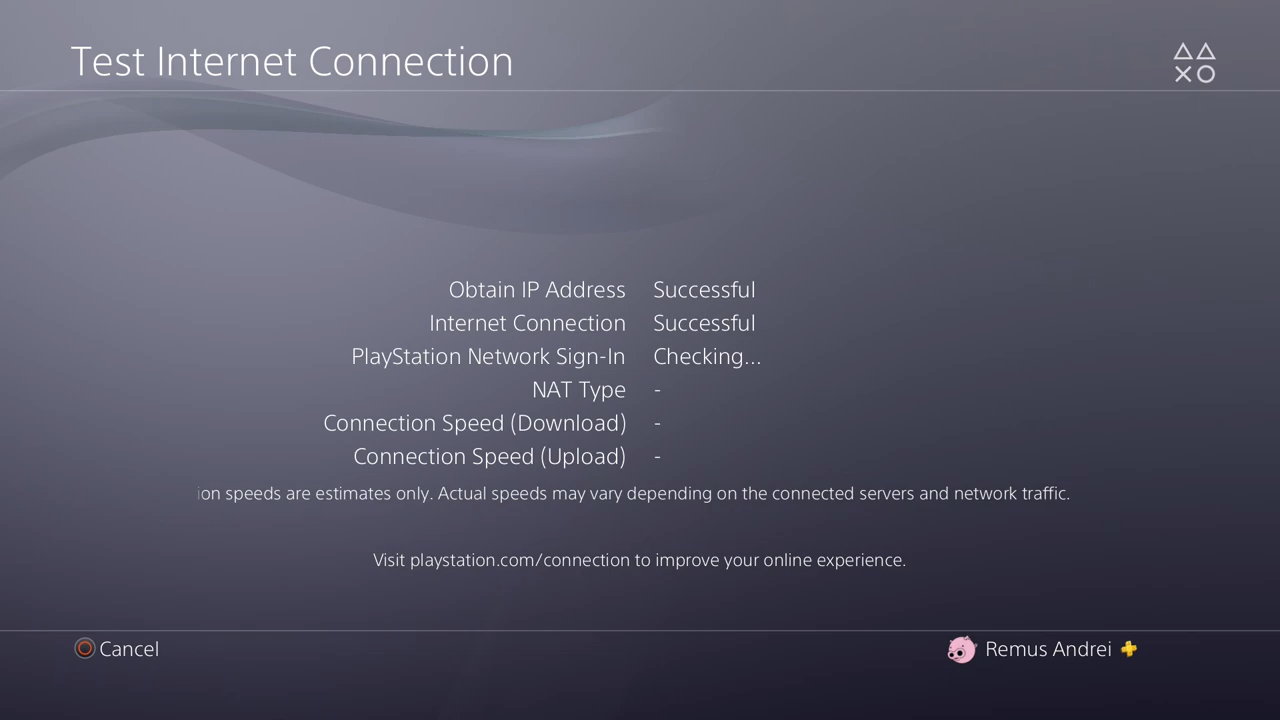 Test Internet Connection
Obtain IP Address Successful
Internet Connection Successful
PlayStation Network Sign-In Checking...
NAT Type -
Connection Speed (Download) -
Connection Speed (Upload) -
ion speeds are estimates only. Actual speeds may vary depending on the connected servers and network traffic.
Visit playstation.com/connection to improve your online experience.
Cancel
Remus Andrei